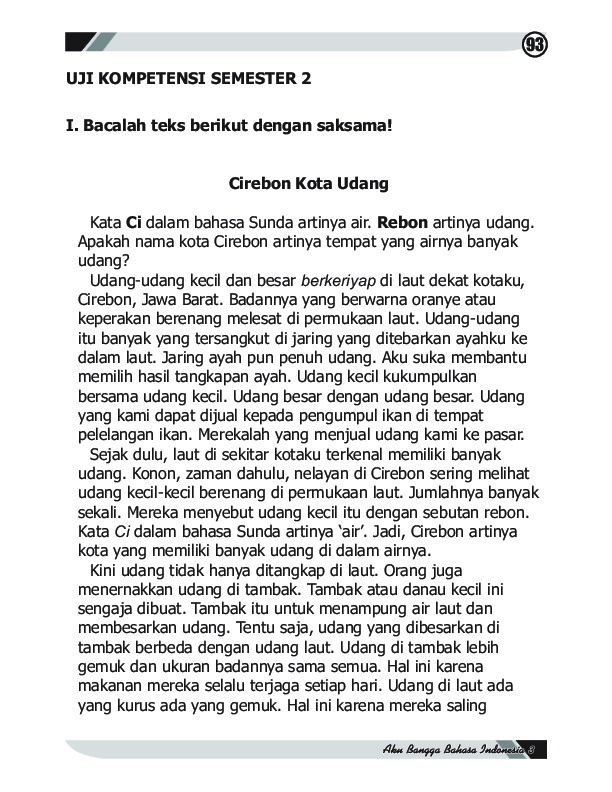 93
UJI KOMPETENSI SEMESTER 2
I. Bacalah teks berikut dengan saksama!
Cirebon Kota Udang
Kata Ci dalam bahasa Sunda artinya air. Rebon artinya udang.
Apakah nama kota Cirebon artinya tempat yang airnya banyak
udang?
Udang-udang kecil dan besar berkeriyap di laut dekat kotaku,
Cirebon, Jawa Barat. Badannya yang berwarna oranye atau
keperakan berenang melesat di permukaan laut. Udang-udang
itu banyak yang tersangkut di jaring yang ditebarkan ayahku ke
dalam laut. Jaring ayah pun penuh udang. Aku suka membantu
memilih hasil tangkapan ayah. Udang kecil kukumpulkan
bersama udang kecil. Udang besar dengan udang besar. Udang
yang kami dapat dijual kepada pengumpul ikan di tempat
pelelangan ikan. Merekalah yang menjual udang kami ke pasar.
Sejak dulu, laut di sekitar kotaku terkenal memiliki banyak
udang. Konon, zaman dahulu, nelayan di Cirebon sering melihat
udang kecil-kecil berenang di permukaan laut. Jumlahnya banyak
sekali. Mereka menyebut udang kecil itu dengan sebutan rebon.
Kata Ci dalam bahasa Sunda artinya ‘air’. Jadi, Cirebon artinya
kota yang memiliki banyak udang di dalam airnya.
Kini udang tidak hanya ditangkap di laut. Orang juga
menernakkan udang di tambak. Tambak atau danau kecil ini
sengaja dibuat. Tambak itu untuk menampung air laut dan
membesarkan udang. Tentu saja, udang yang dibesarkan di
tambak berbeda dengan udang laut. Udang di tambak lebih
gemuk dan ukuran badannya sama semua. Hal ini karena
makanan mereka selalu terjaga setiap hari. Udang di laut ada
yang kurus ada yang gemuk. Hal ini karena mereka saling
Aku Bangga Bahasa Indonesia 3